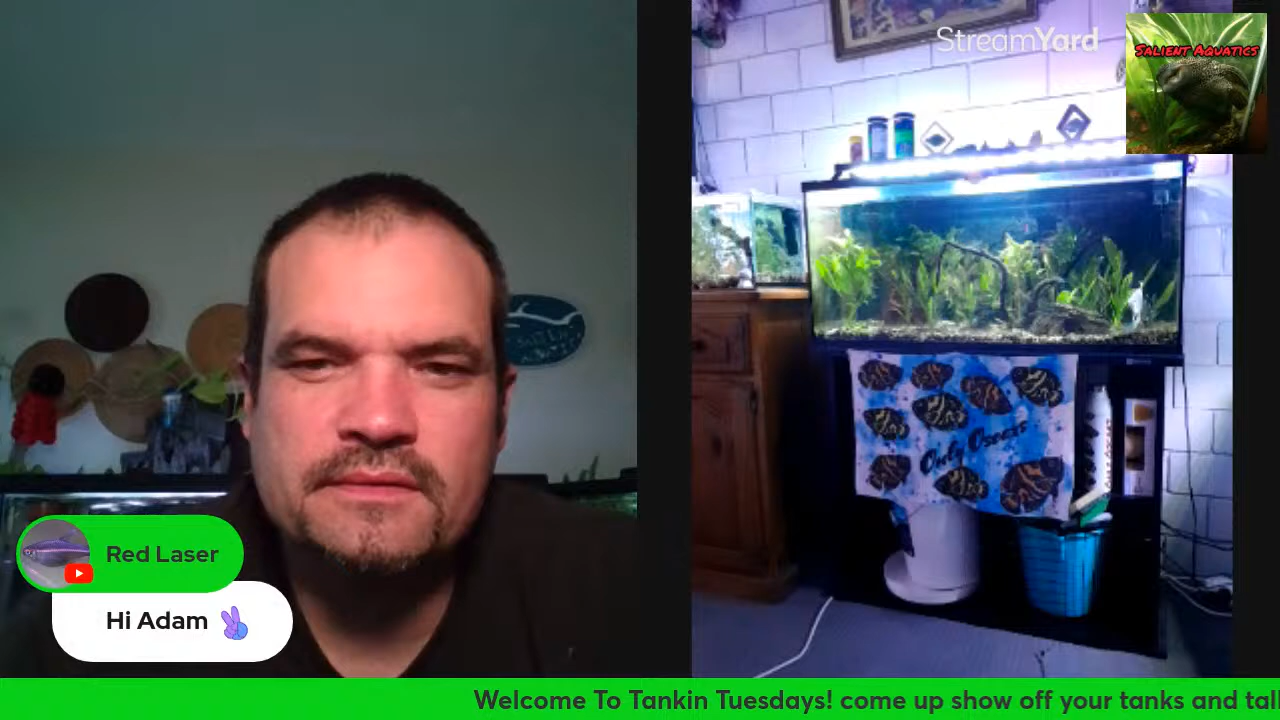 StreamYard
SALIENT AQUATICS
Only Oscars
Red Laser
Hi Adam
Welcome To Tankin Tuesdays! come up show off your tanks and tal